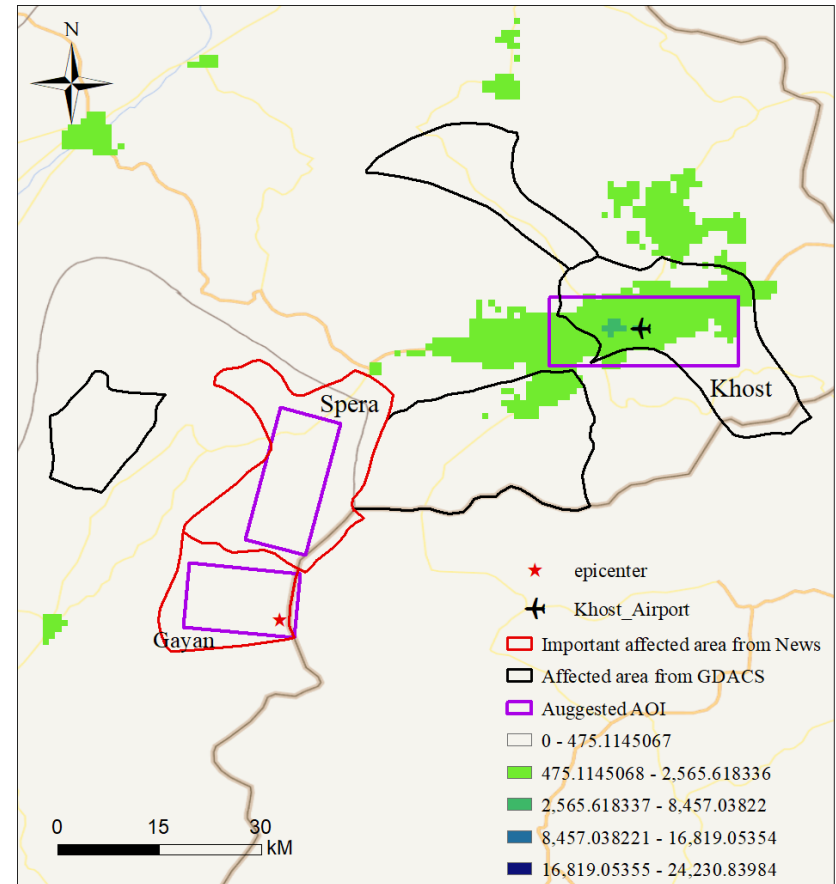 N
Spera
Khost
Gayan
epicenter
Khost_Airport
Important affected area from News
Affected area from GDACS
Auggested AOI
0 - 475.1145067
475.1145068 - 2,565.618336
2,565.618337 - 8,457.03822
8,457.038221 - 16,819.05354
16,819.05355 - 24,230.83984
0 15 30
kM